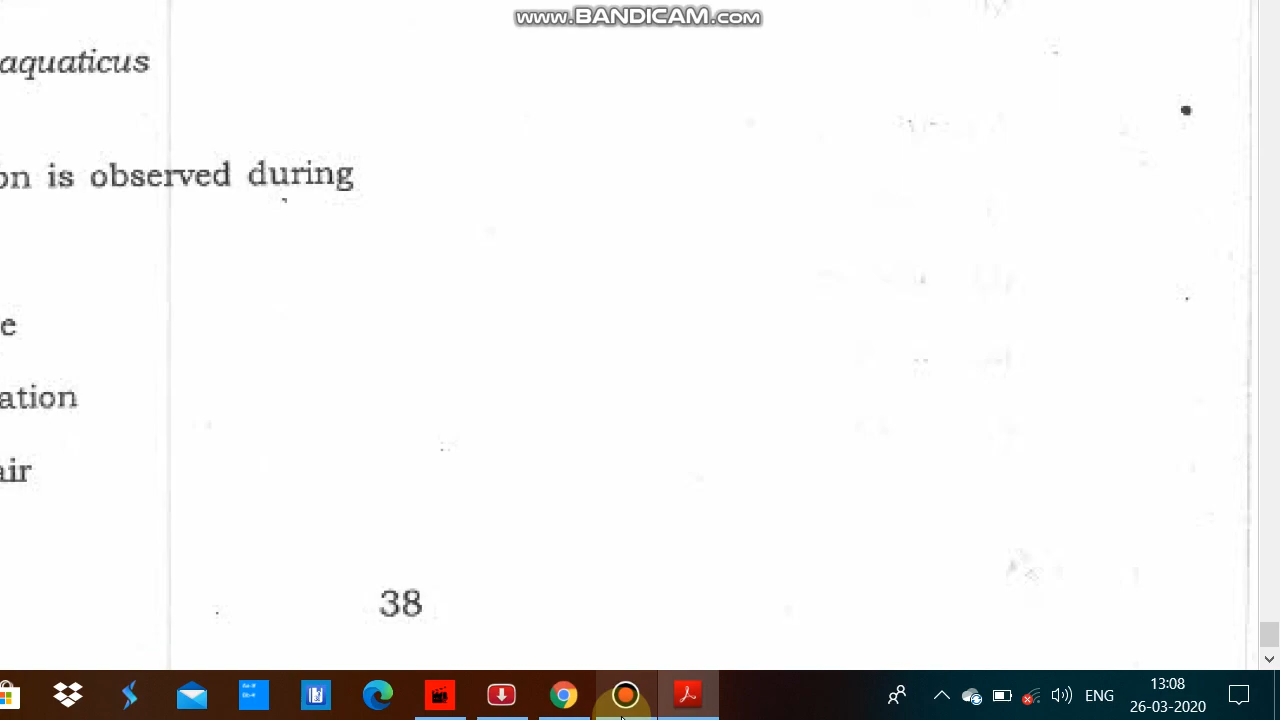 www.BANDICAM.com
aquaticus
on is observed during
e
ation
air
38
ENG
13:08
26-03-2020